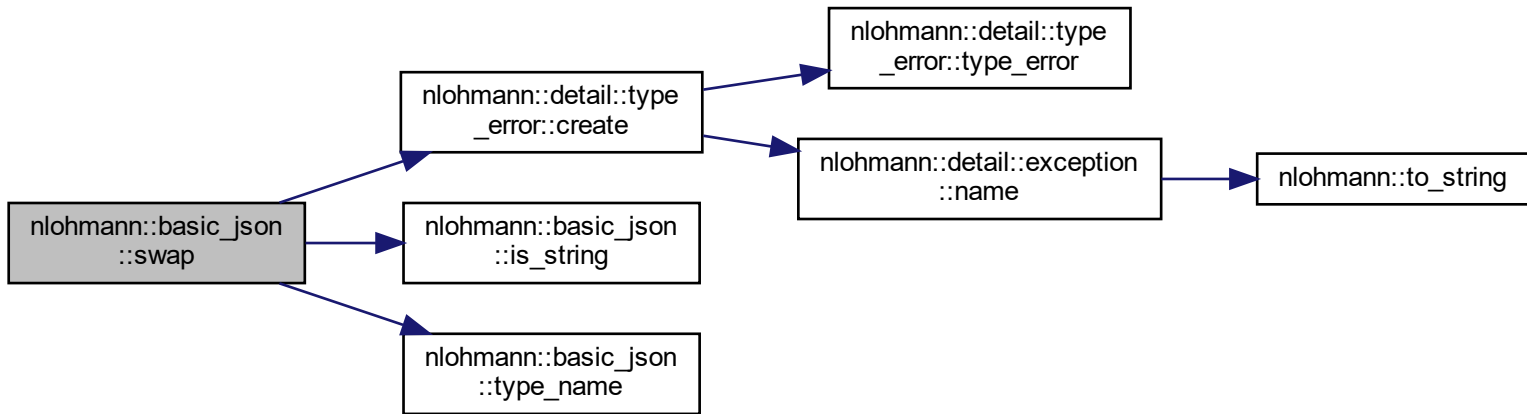 nlohmann::basic_json
::swap
nlohmann::detail::type
_error::create
nlohmann::basic_json
::is_string
nlohmann::basic_json
::type_name
nlohmann::detail::type
_error::type_error
nlohmann::detail::exception
::name
nlohmann::to_string